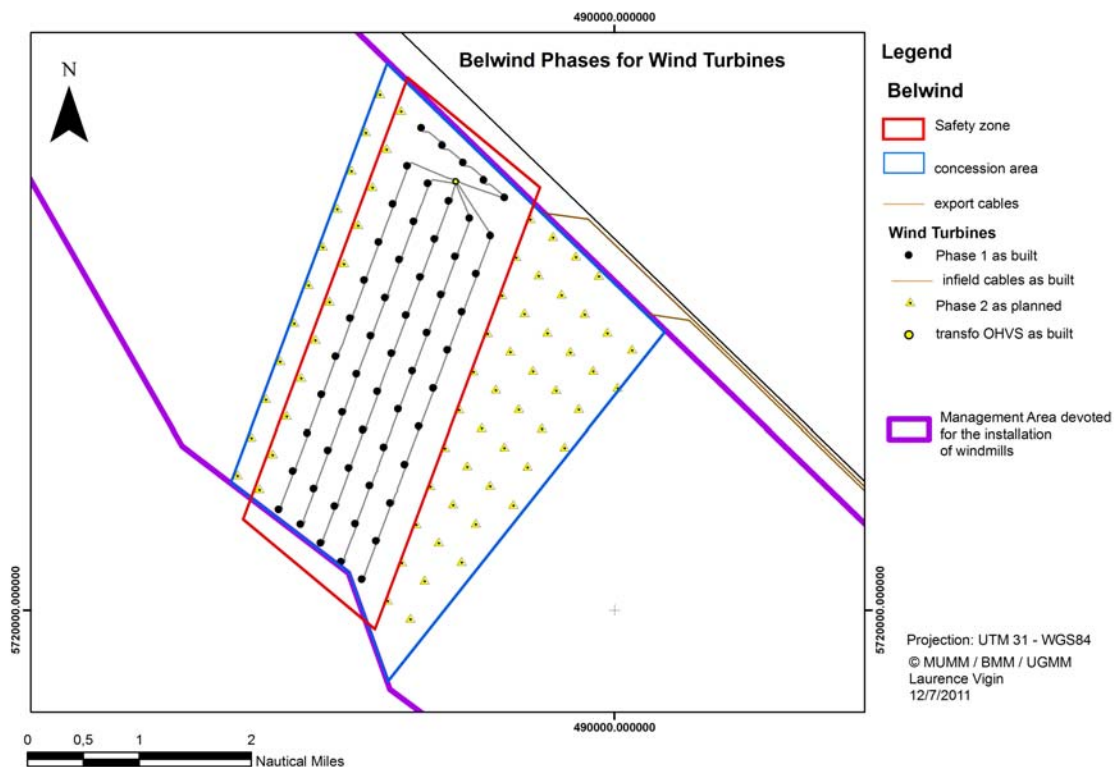 490000.000000
Belwind Phases for Wind Turbines
N
5720000.000000
5720000.000000
490000.000000
0 0,5 1 2
Nautical Miles
Legend
Belwind
Safety zone
concession area
export cables
Wind Turbines
Phase 1 as built
infield cables as built
Phase 2 as planned
transfo OHVS as built
Management Area devoted
for the installation
of windmills
Projection: UTM 31 - WGS84
© MUMM / BMM / UGMM
Laurence Vigin
12/7/2011